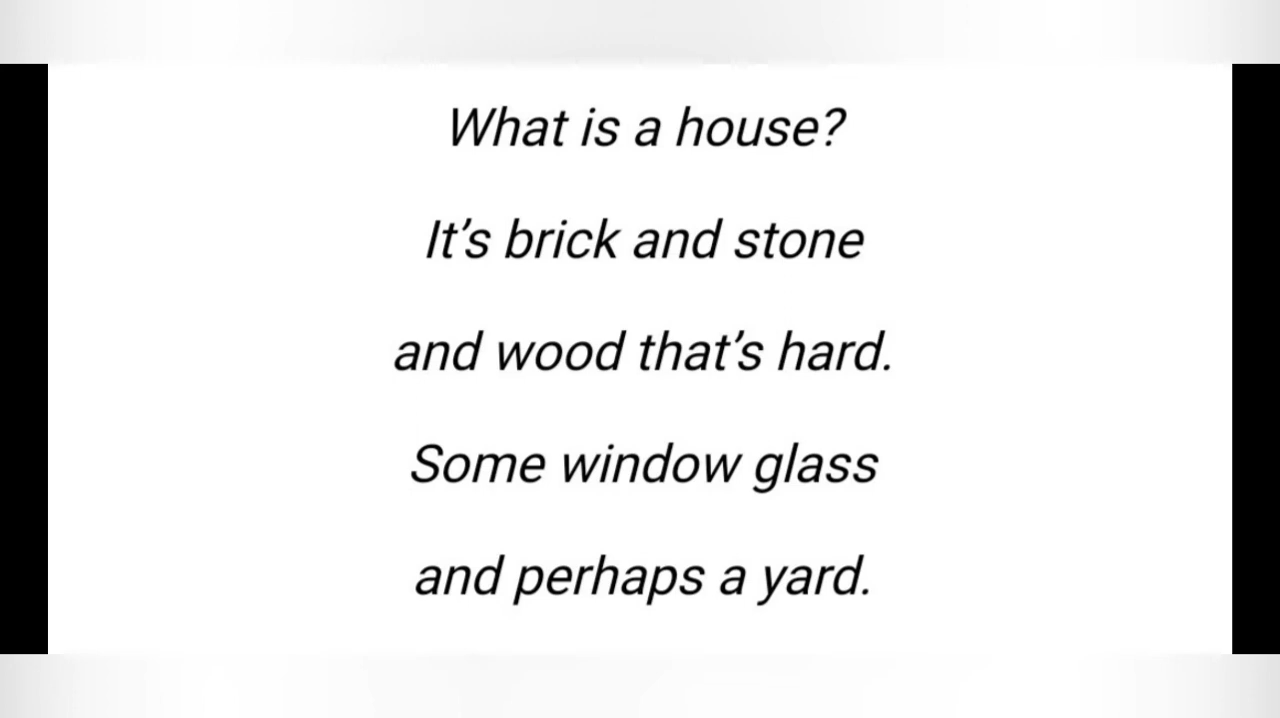 What is a house?
It’s brick and stone
and wood that’s hard.
Some window glass
and perhaps a yard.